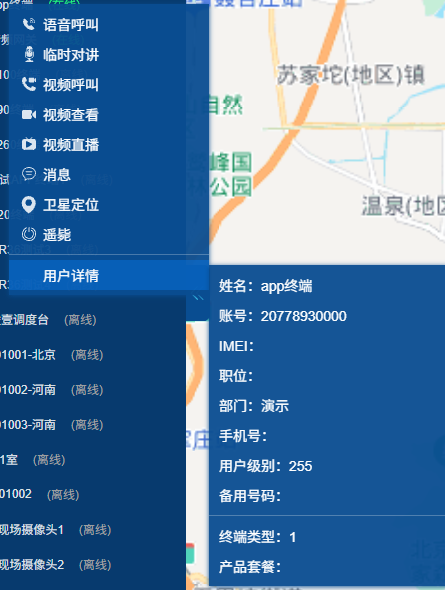 语音呼叫
临时对讲
视频呼叫
视频查看
视频直播
消息
卫星定位
遥毙
用户详情
壹调度台 (离线)
01001-北京 (离线)
01002-河南 (离线)
01003-河南 (离线)
1室 (离线)
01002 (离线)
现场摄像头1 (离线)
现场摄像头2 (离线)
苏家坨(地区)镇
自然
峰国
公园
温泉(地区
姓名：app终端
账号：20778930000
IMEI：
职位：
部门：演示
手机号：
用户级别：255
备用号码：
终端类型：1
产品套餐：